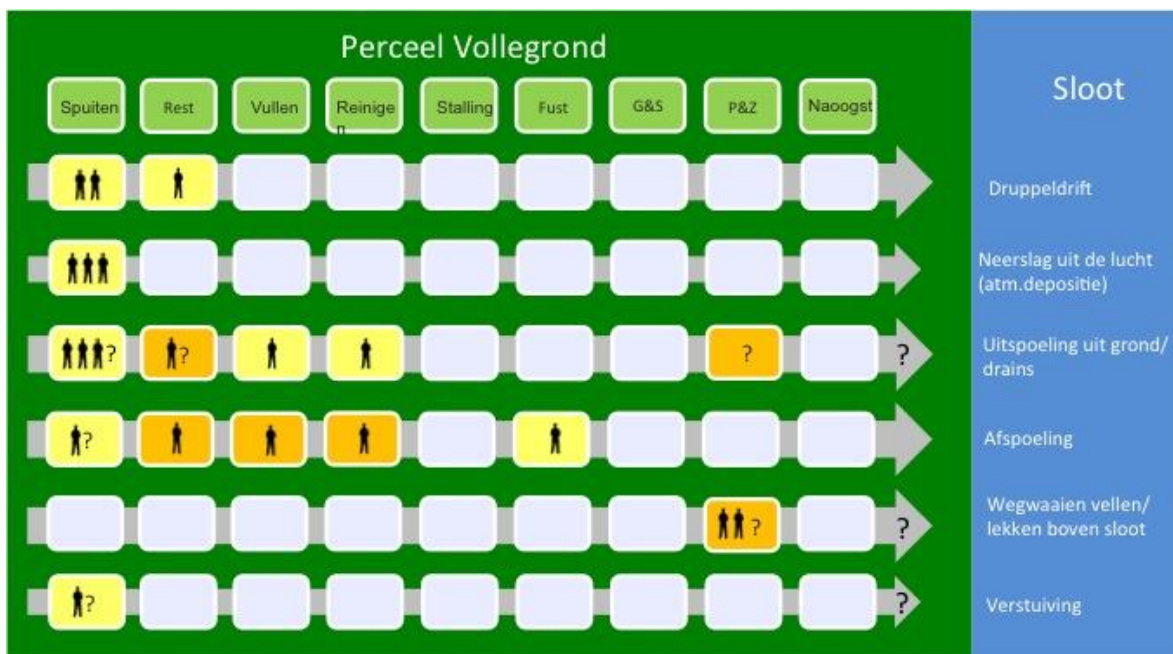 Perceel Vollegrond
Sloot
Spuiten Rest Vullen Reinige
n Stalling Fust G&S P&Z Naoogst
Druppeldrift
Neerslag uit de lucht
(atm.depositie)
? ? ? ?
Uitspoeling uit grond/
drains
?
Afspoeling
? ?
Wegwaaien vellen/
lekken boven sloot
? ?
Verstuiving